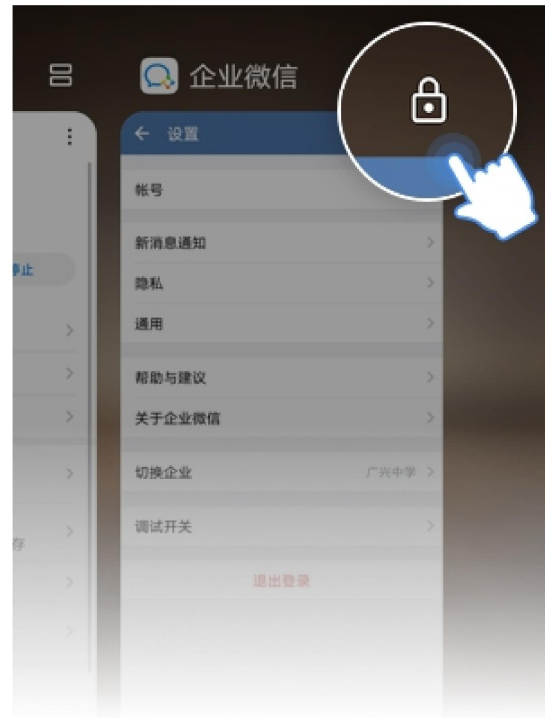 企业微信
设置
帐号
新消息通知
停止
隐私
通用
帮助与建议
关于企业微信
切换企业 广兴中学
调试开关
存
退出登录